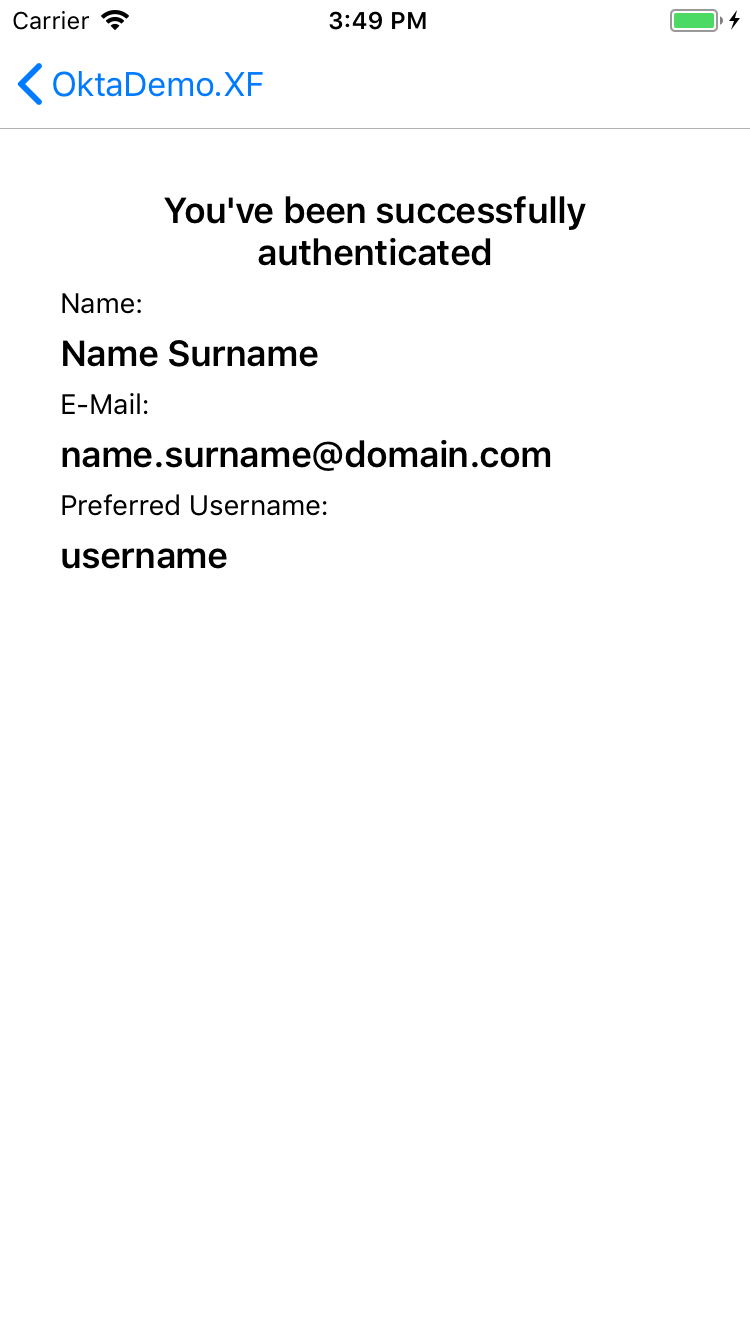 Carrier 3:49 PM
OktaDemo.XF
You've been successfully
authenticated
Name:
Name Surname
E-Mail:
name.surname@domain.com
Preferred Username:
username